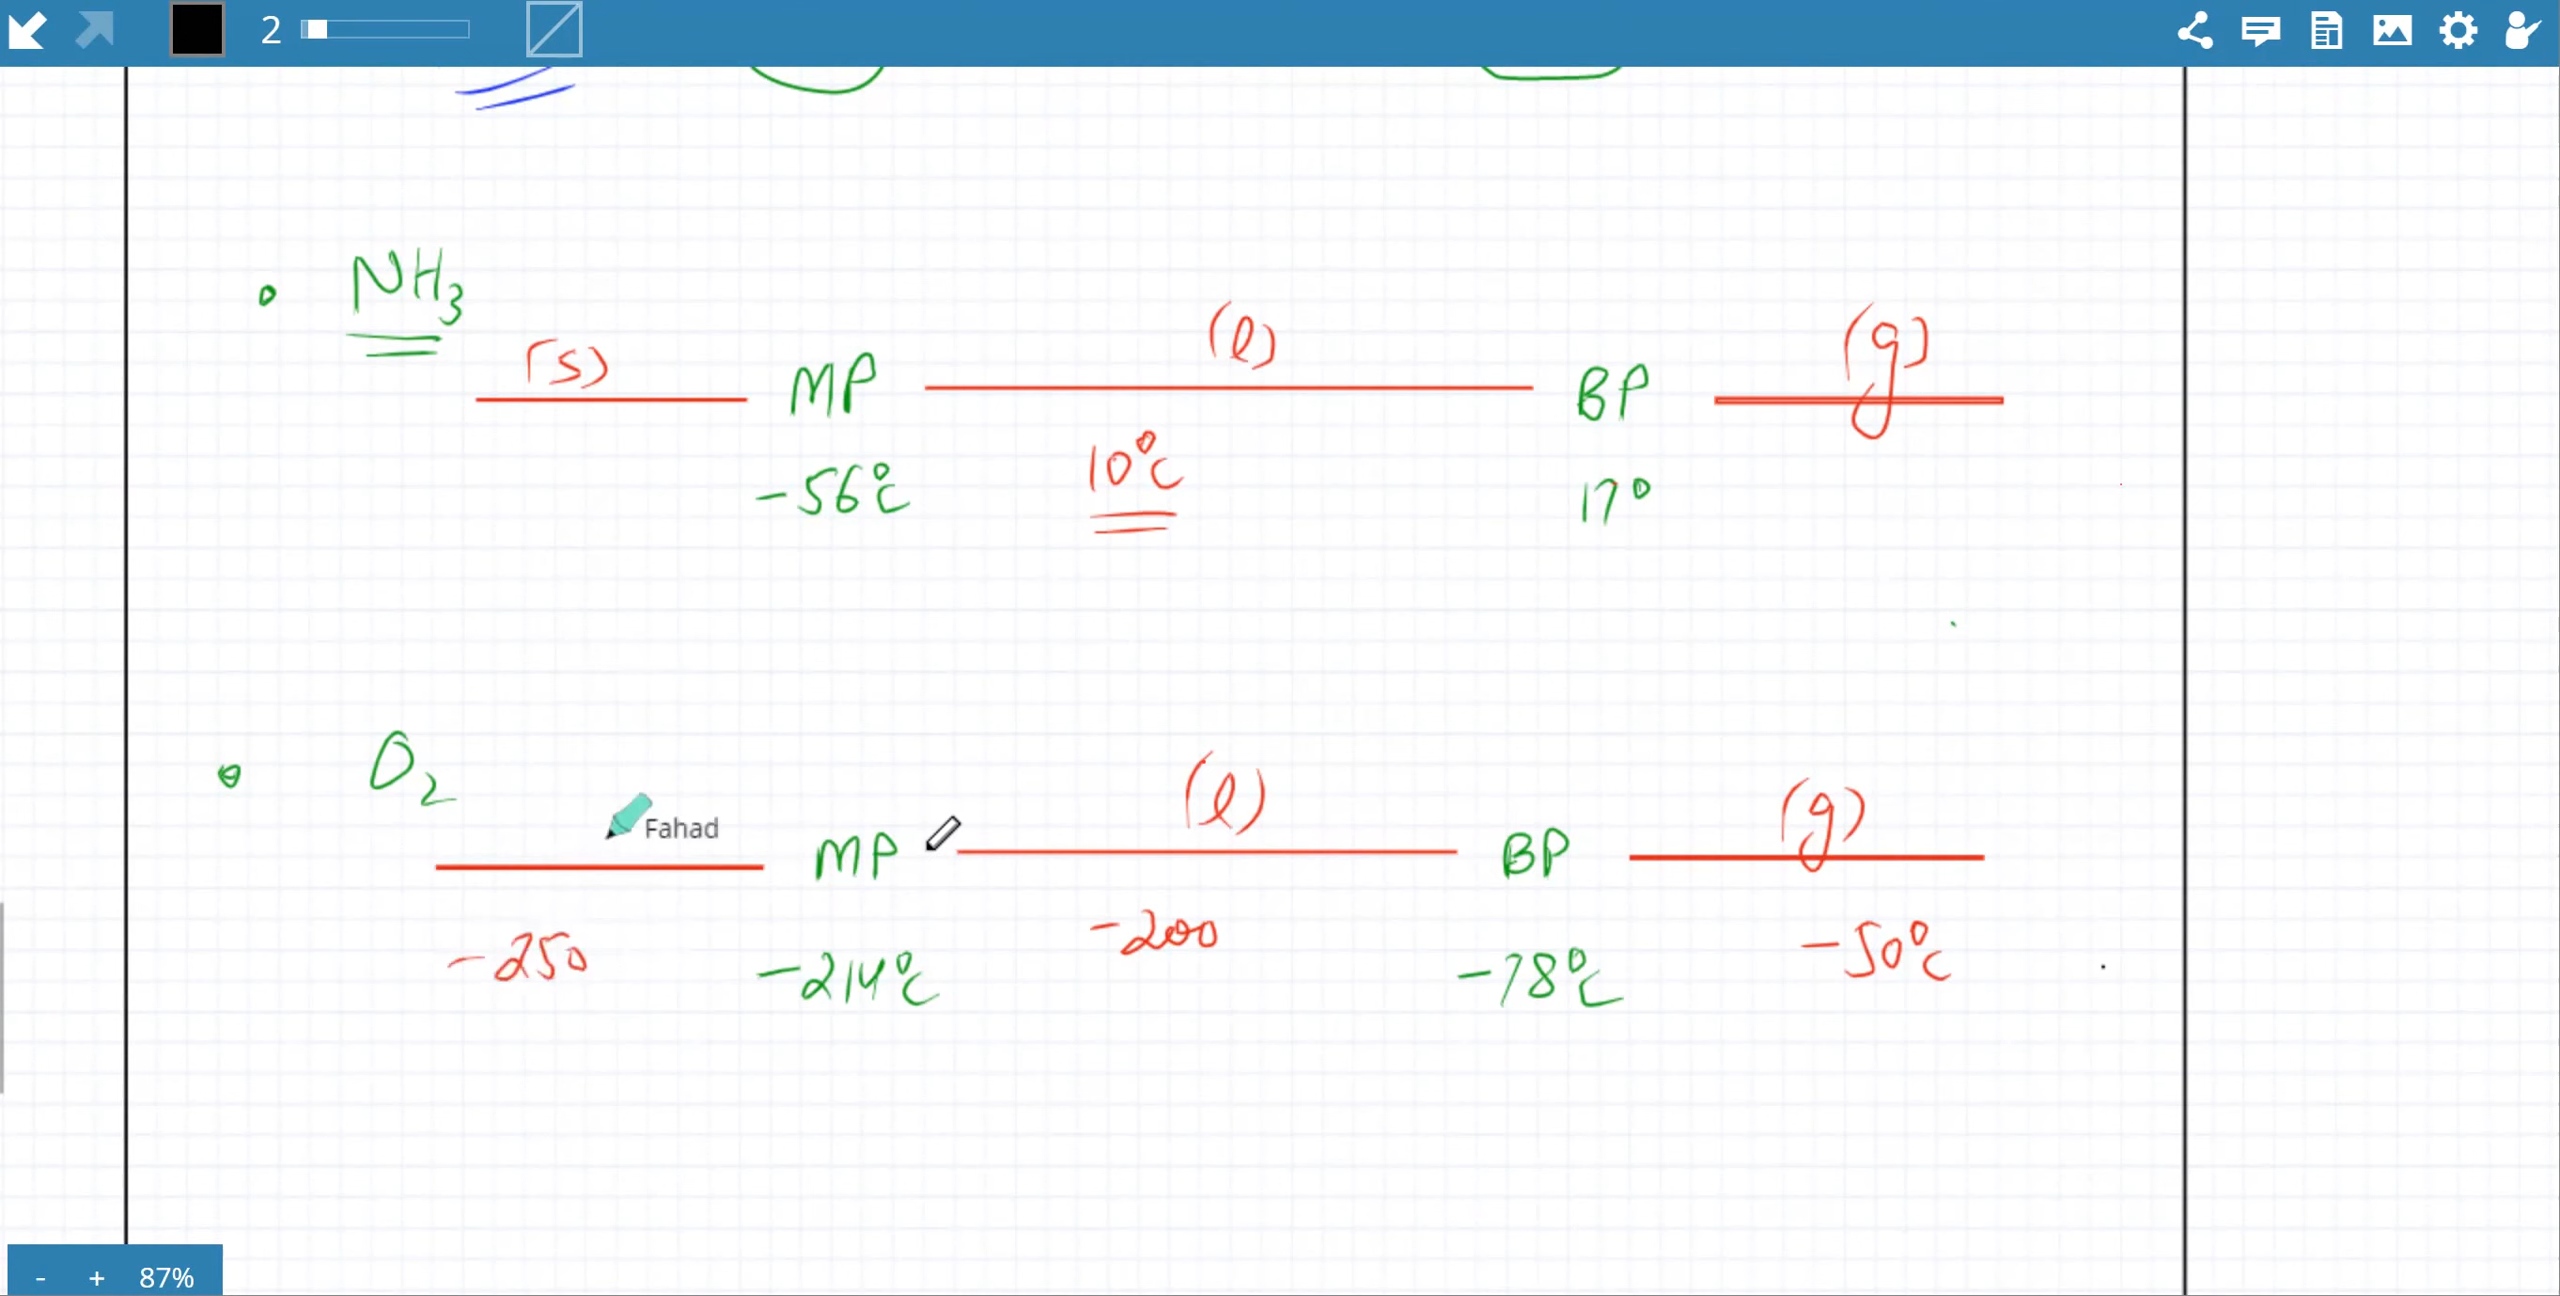 2
NH₃
(s) MP (l) BP (g)
-56°C 10°C 17°
O₂
Fahad MP (l) BP (g)
-250 -214°C -200 -78°C -50°C
- + 87%